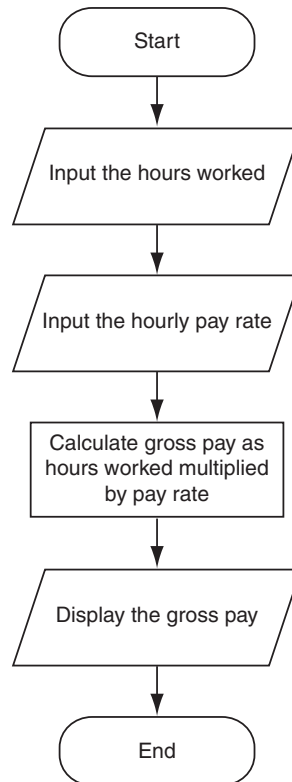 Start
Input the hours worked
Input the hourly pay rate
Calculate gross pay as
hours worked multiplied
by pay rate
Display the gross pay
End